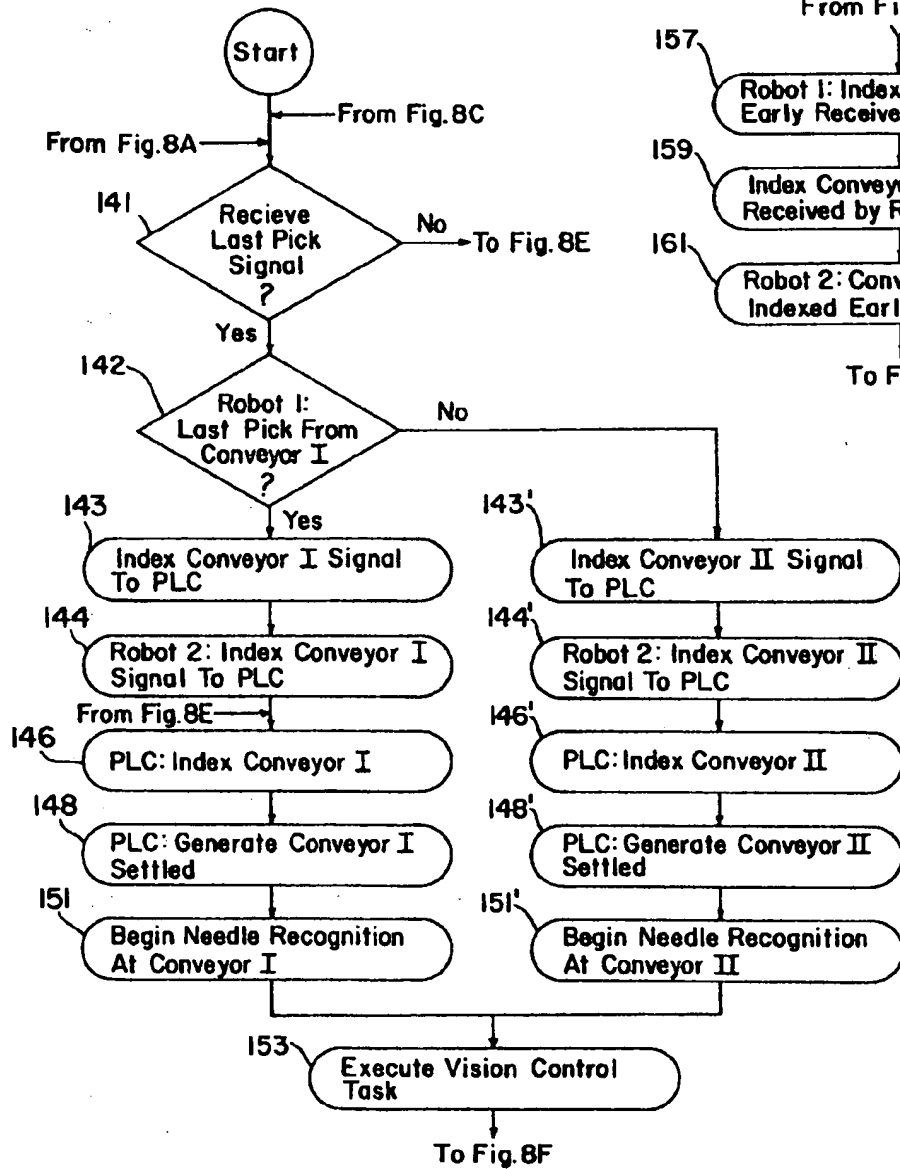 Start
From Fig.8C
From Fig.8A
141
Recieve
Last Pick
Signal
?
No
To Fig.8E
Yes
142
Robot 1:
Last Pick From
Conveyor I
?
No
Yes
143
Index Conveyor I Signal
To PLC
144
Robot 2: Index Conveyor I
Signal To PLC
From Fig.8E
146
PLC: Index Conveyor I
148
PLC: Generate Conveyor I
Settled
151
Begin Needle Recognition
At Conveyor I
143'
Index Conveyor II Signal
To PLC
144'
Robot 2: Index Conveyor II
Signal To PLC
146'
PLC: Index Conveyor II
148'
PLC: Generate Conveyor II
Settled
151'
Begin Needle Recognition
At Conveyor II
153
Execute Vision Control
Task
To Fig.8F
From
157
Robot 1: Index
Early
159
Index
Received by
161
Robot 2:
Indexed
To